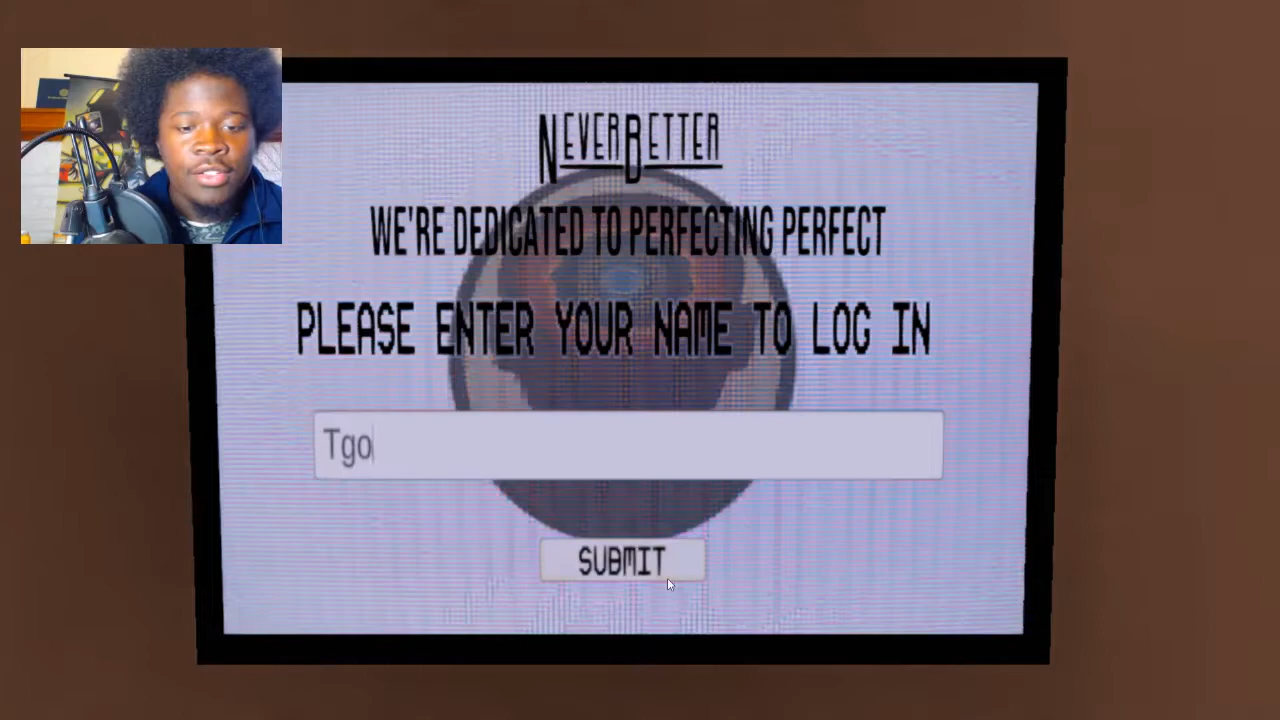 NEVERBETTER
WE'RE DEDICATED TO PERFECTING PERFECT
PLEASE ENTER YOUR NAME TO LOG IN
Tgo
SUBMIT